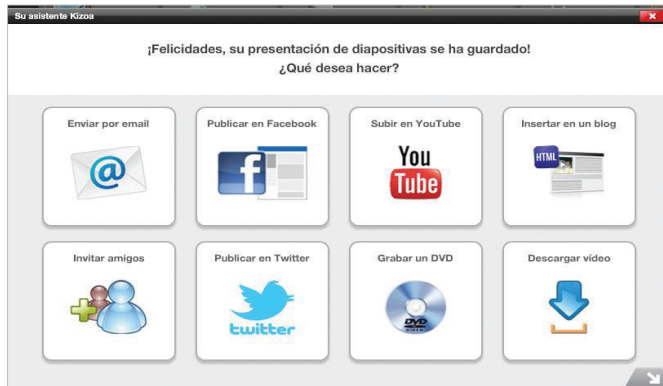 Su asistente Kizoa
¡Felicidades, su presentación de diapositivas se ha guardado!
¿Qué desea hacer?
Enviar por email
Publicar en Facebook
Subir en YouTube
Insertar en un blog
@
f
You
Tube
HTML
Invitar amigos
Publicar en Twitter
Grabar un DVD
Descargar vídeo
twitter
DVD
VIDEO